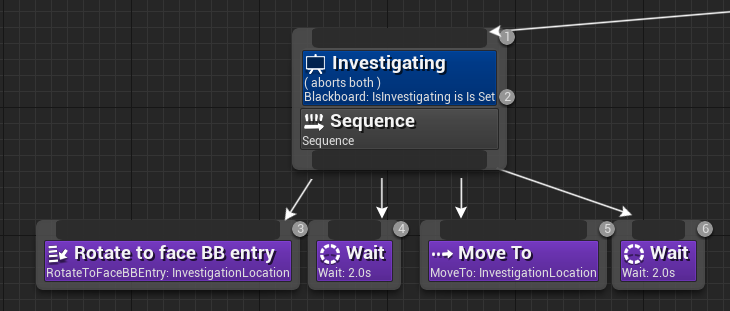 1
Investigating
( aborts both )
Blackboard: IsInvestigating is Is Set
2
Sequence
Sequence
3
Rotate to face BB entry
RotateToFaceBBEntry: InvestigationLocation
4
Wait
Wait: 2.0s
5
Move To
MoveTo: InvestigationLocation
6
Wait
Wait: 2.0s